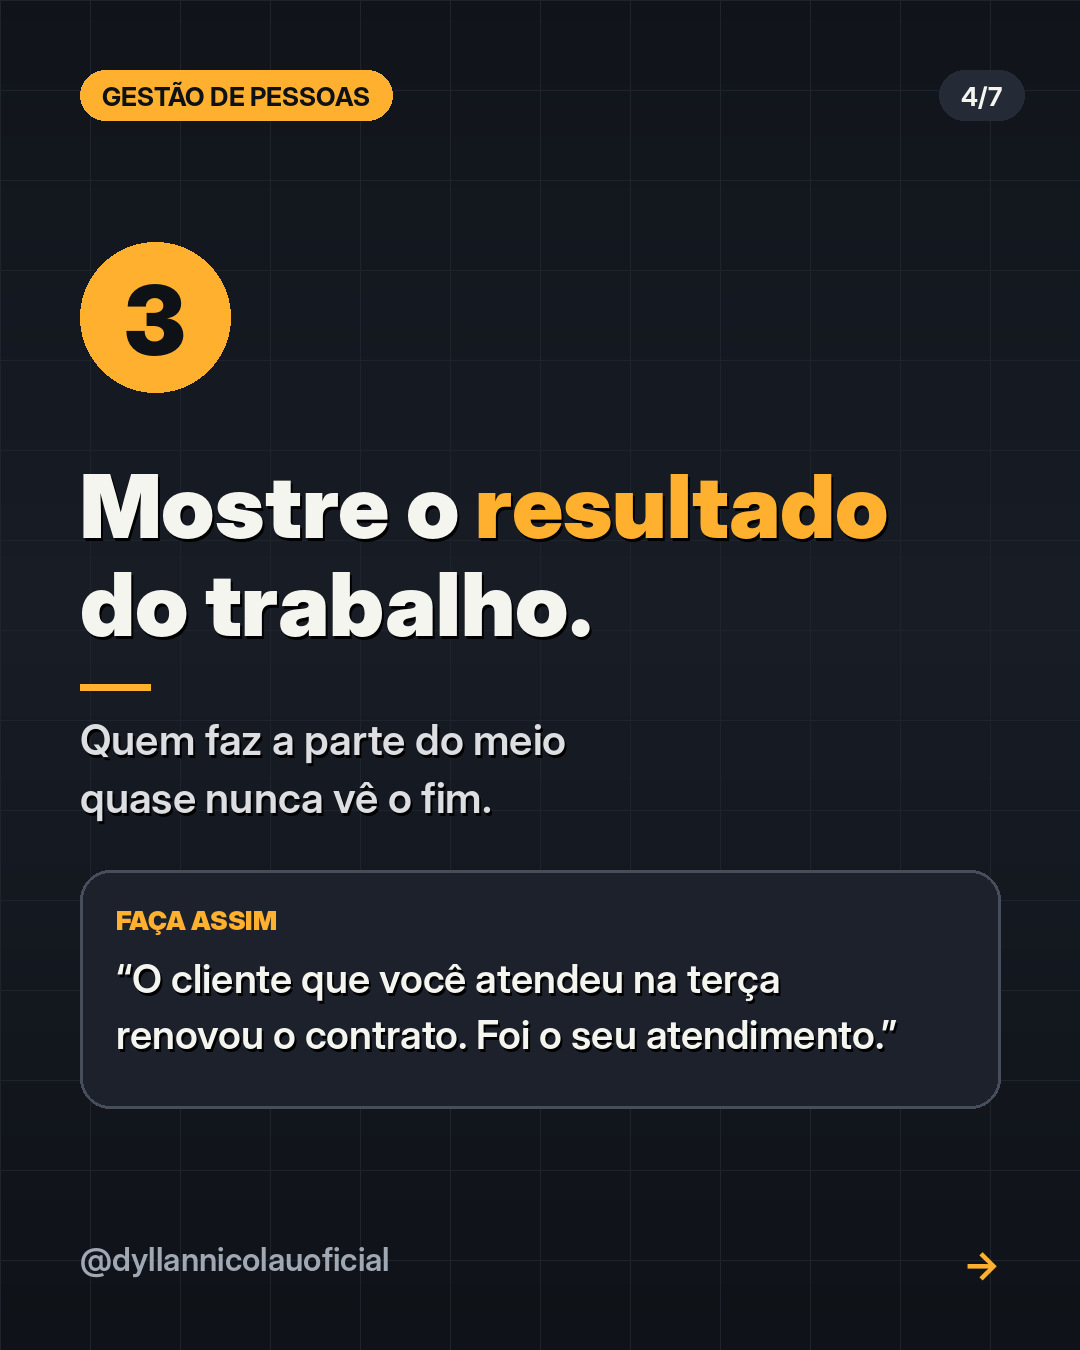 GESTÃO DE PESSOAS
4/7
3
Mostre o resultado
do trabalho.
Quem faz a parte do meio
quase nunca vê o fim.
FAÇA ASSIM
“O cliente que você atendeu na terça
renovou o contrato. Foi o seu atendimento.”
@dyllannicolauoficial
→